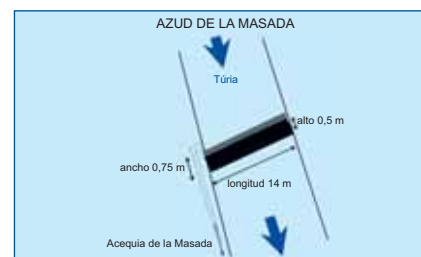 AZUD DE LA MASADA
Túria
alto 0,5 m
ancho 0,75 m
longitud 14 m
Acequia de la Masada